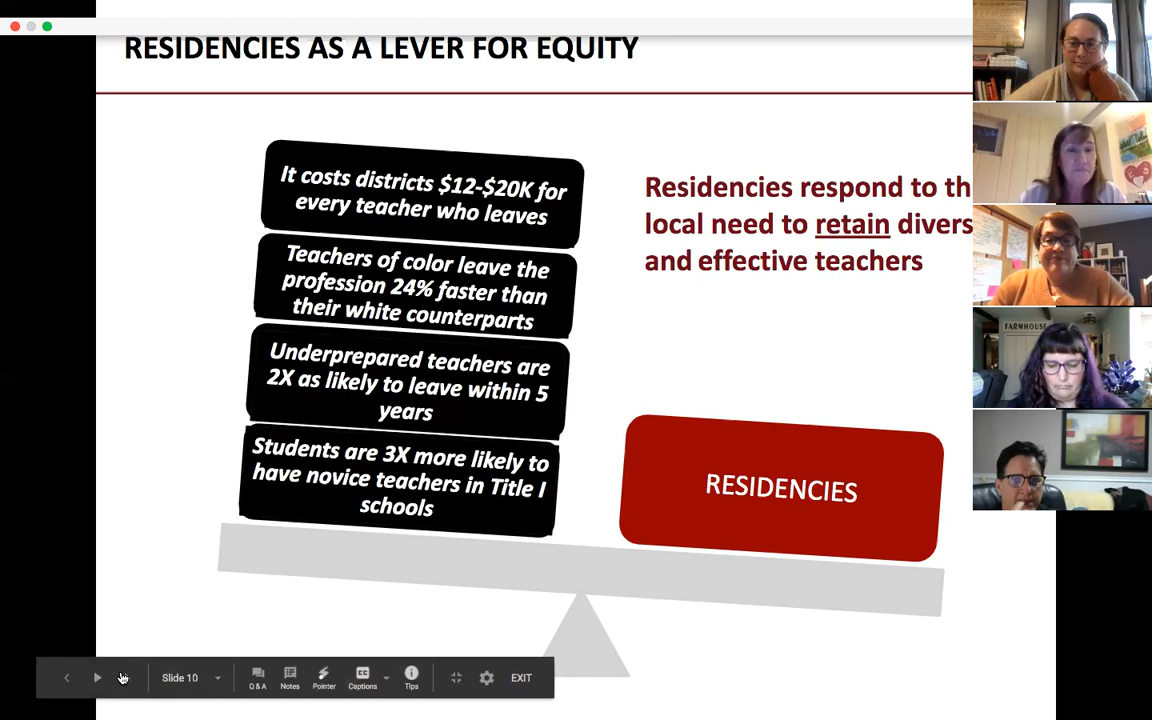 RESIDENCIES AS A LEVER FOR EQUITY
It costs districts $12-$20K for
every teacher who leaves
Teachers of color leave the
profession 24% faster than
their white counterparts
Underprepared teachers are
2X as likely to leave within 5
years
Students are 3X more likely to
have novice teachers in Title I
schools
Residencies respond to th
local need to retain divers
and effective teachers
RESIDENCIES
FARMHOUSE
Slide 10
Q & A
Notes
Pointer
CC
Captions
Tips
EXIT